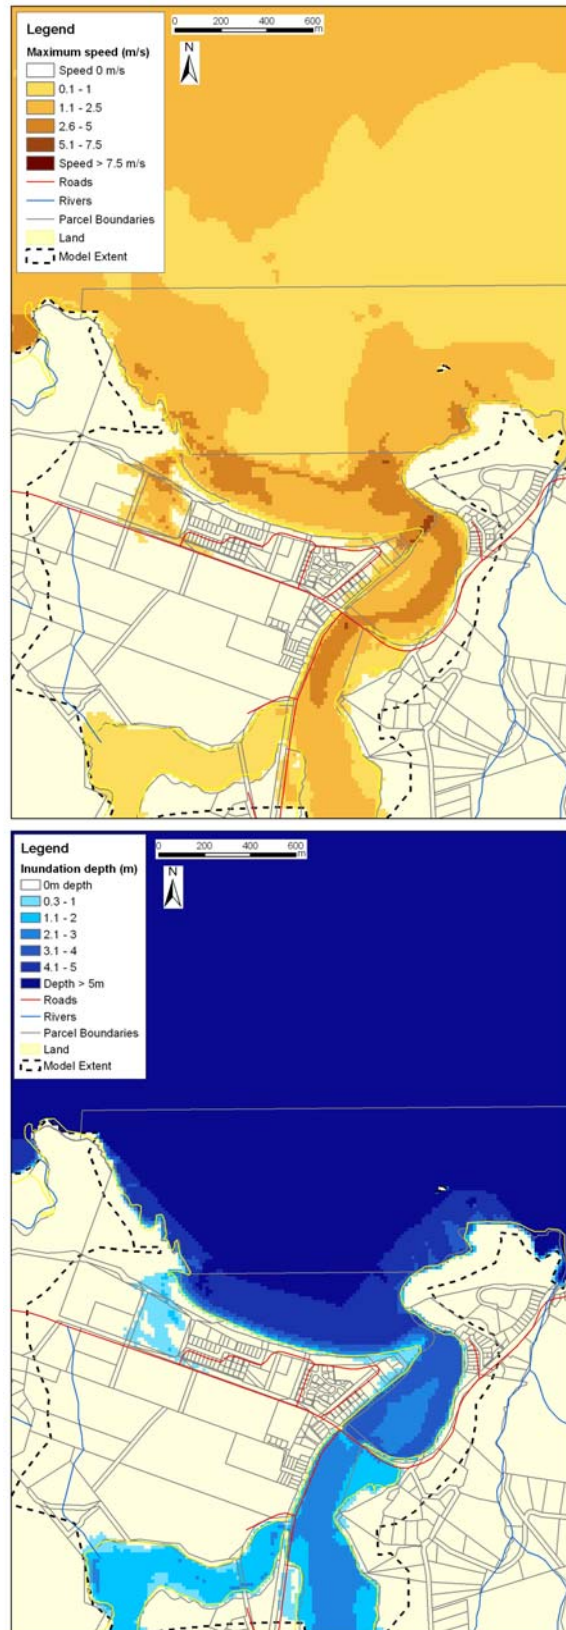 Legend
Maximum speed (m/s)
Speed 0 m/s
0.1 - 1
1.1 - 2.5
2.6 - 5
5.1 - 7.5
Speed > 7.5 m/s
Roads
Rivers
Parcel Boundaries
Land
Model Extent
0 200 400 600
m
N
Legend
Inundation depth (m)
0m depth
0.3 - 1
1.1 - 2
2.1 - 3
3.1 - 4
4.1 - 5
Depth > 5m
Roads
Rivers
Parcel Boundaries
Land
Model Extent
0 200 400 600
m
N